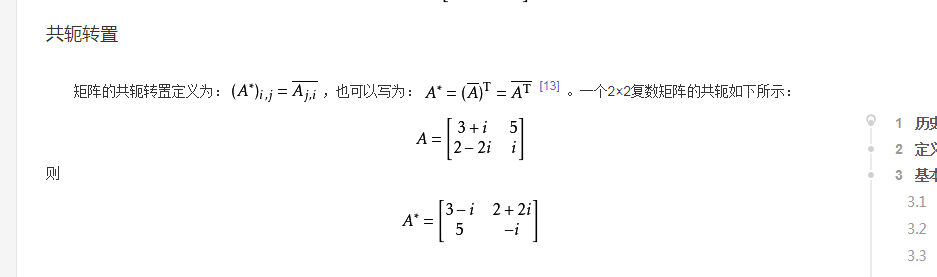 共轭转置
矩阵的共轭转置定义为：$(A^*)_{i,j} = \overline{A_{j,i}}$，也可以写为：$A^* = (\overline{A})^{\mathrm{T}} = \overline{A^{\mathrm{T}}}$ [13] 。一个2×2复数矩阵的共轭如下所示：
$A = \begin{bmatrix} 3+i & 5 \\ 2-2i & i \end{bmatrix}$
则
$A^* = \begin{bmatrix} 3-i & 2+2i \\ 5 & -i \end{bmatrix}$
1 历
2 定
3 基
3.1
3.2
3.3